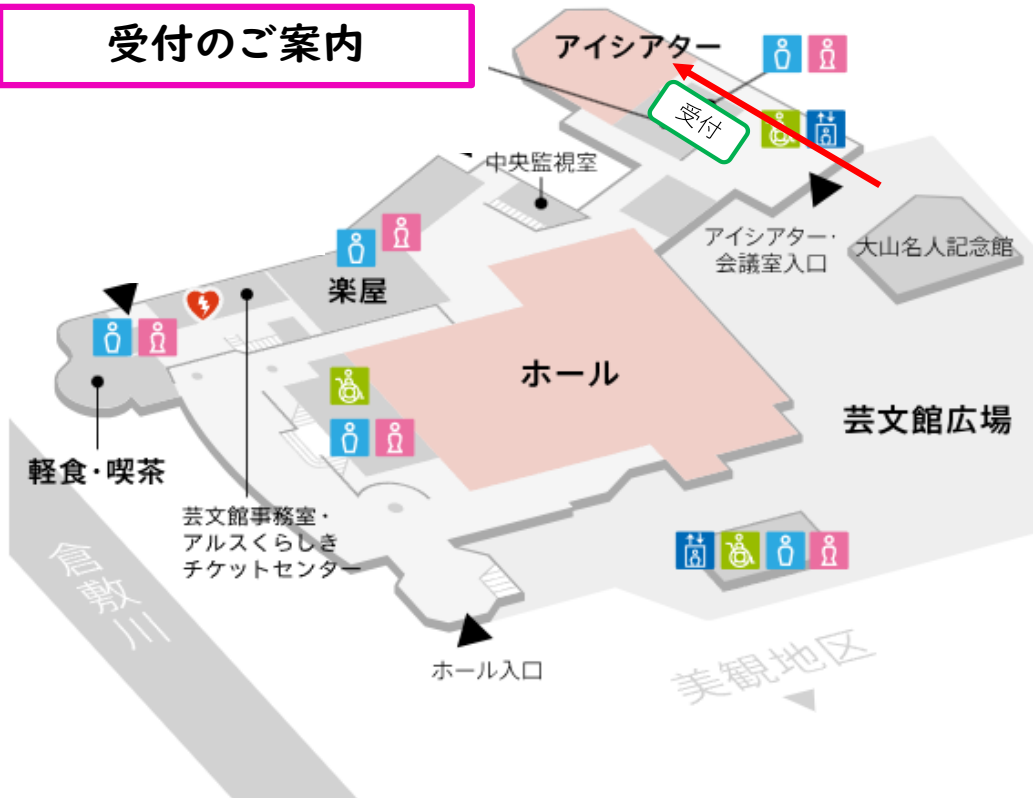 受付のご案内
アイシアター
受付
中央監視室
アイシアター・
会議室入口
大山名人記念館
楽屋
ホール
芸文館広場
軽食・喫茶
芸文館事務室・
アルスくらしき
チケットセンター
倉敷川
ホール入口
美観地区